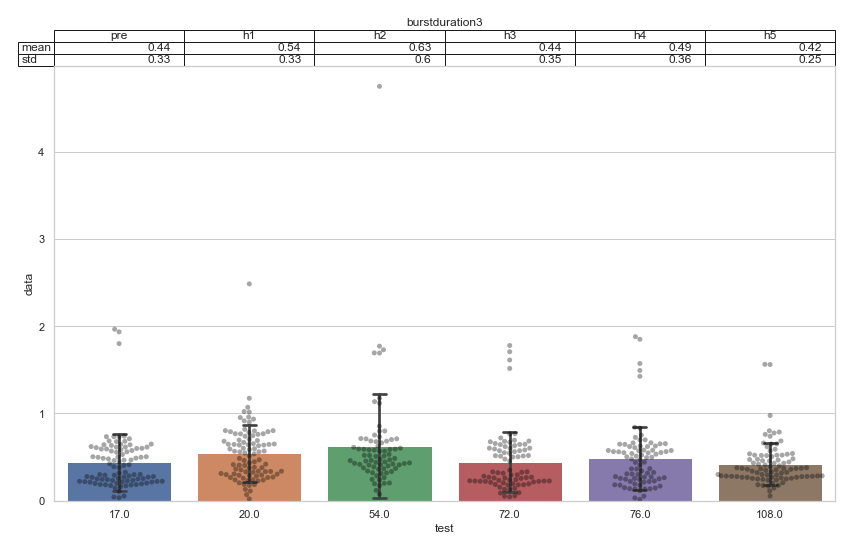 burstduration3
pre h1 h2 h3 h4 h5
mean 0.44 0.54 0.63 0.44 0.49 0.42
std 0.33 0.33 0.6 0.35 0.36 0.25
4
3
2
1
0
data
17.0 20.0 54.0 72.0 76.0 108.0
test